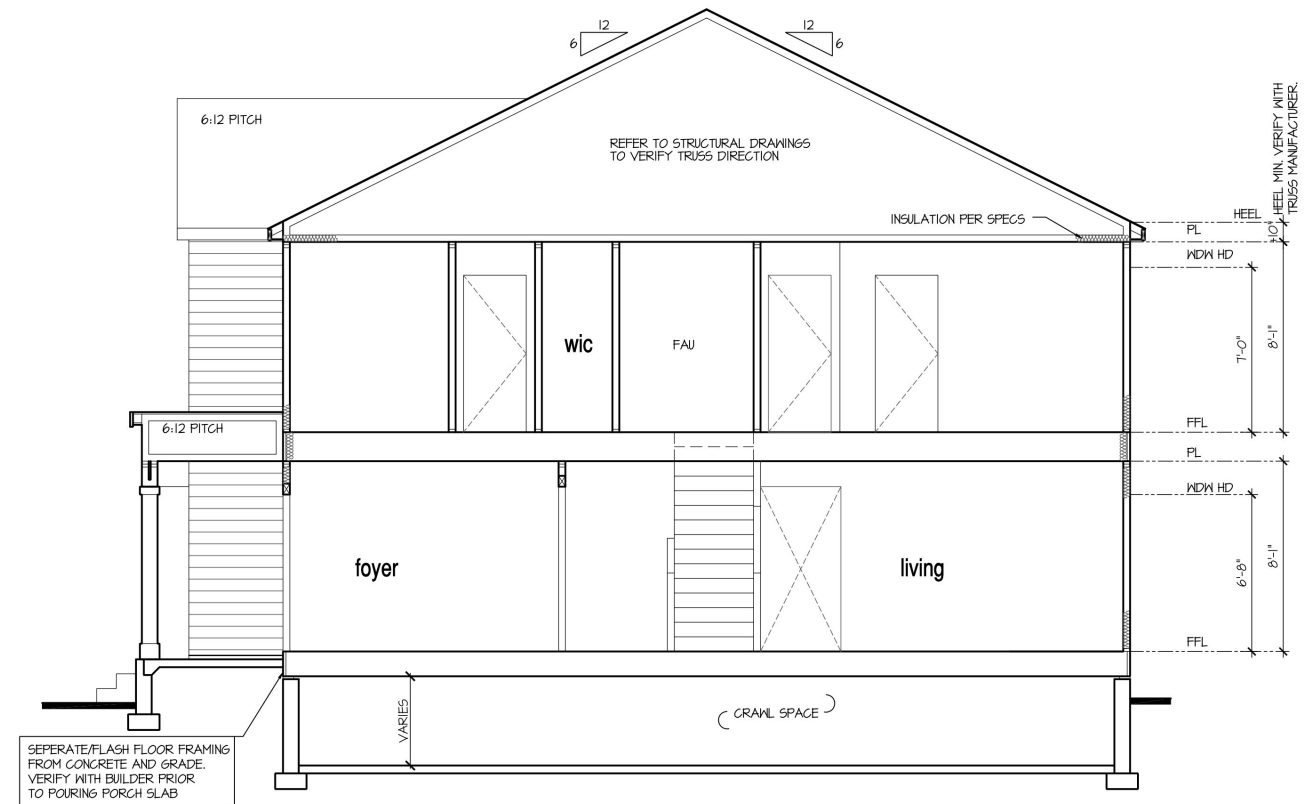 12
6
12
6
6:12 PITCH
REFER TO STRUCTURAL DRAWINGS
TO VERIFY TRUSS DIRECTION
HEEL MIN. VERIFY WITH
TRUSS MANUFACTURER.
INSULATION PER SPECS
HEEL
PL
10"
WDW HD
wic
FAU
7'-0"
8'-1"
6:12 PITCH
FFL
PL
WDW HD
foyer
living
6'-8"
8'-1"
FFL
VARIES
CRAWL SPACE
SEPERATE/FLASH FLOOR FRAMING
FROM CONCRETE AND GRADE.
VERIFY WITH BUILDER PRIOR
TO POURING PORCH SLAB